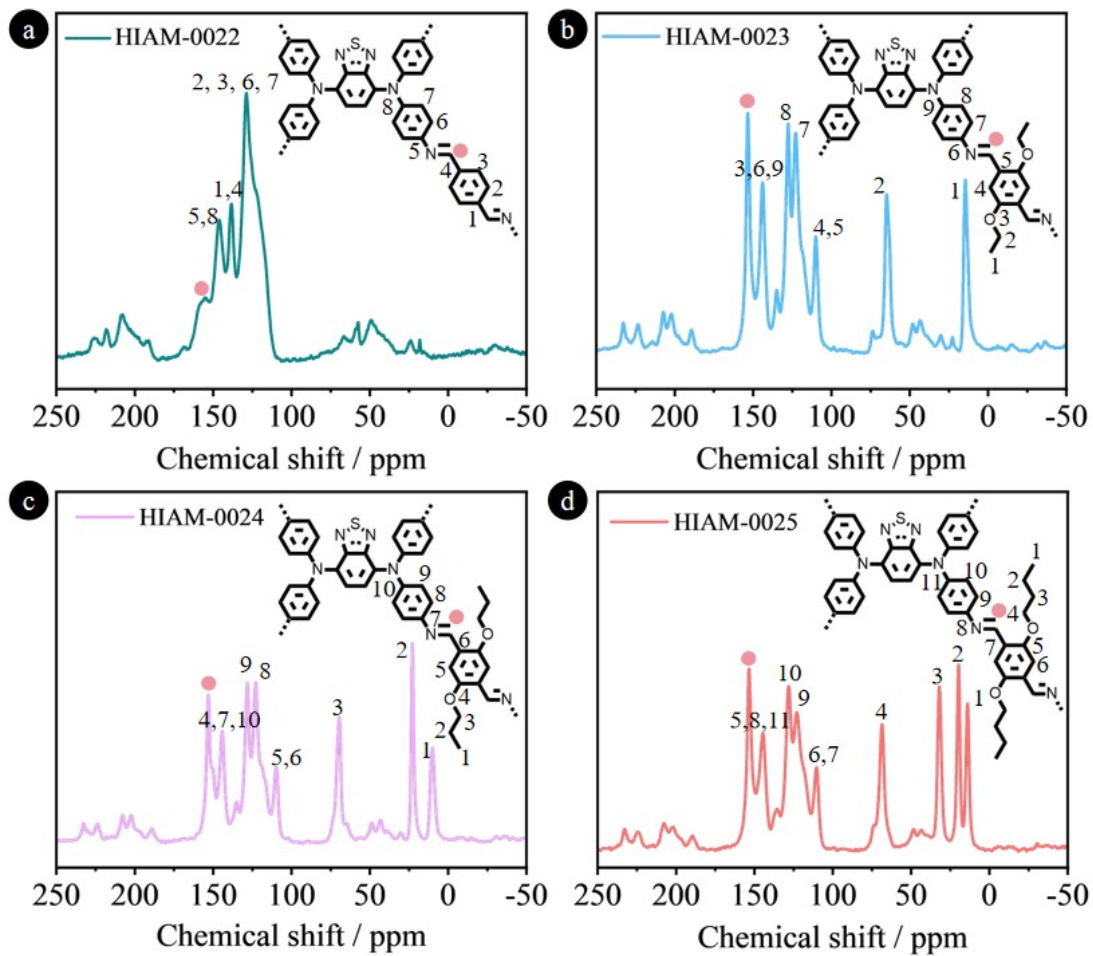 a
HIAM-0022
2, 3, 6, 7
1,4
5,8
S
N N
N N
8 7
6
5 N
4 3
2
1 N
250 200 150 100 50 0 -50
Chemical shift / ppm
b
HIAM-0023
8
7
3,6,9
4,5
2
1
S
N N
N N
9 8
7
6 N
5 O
4
O
3 N
2
1
250 200 150 100 50 0 -50
Chemical shift / ppm
c
HIAM-0024
9 8
4,7,10
5,6
3
2
1
S
N N
N N
10 9
8
7
N
6 O
5
O 4 N
3
2
1
250 200 150 100 50 0 -50
Chemical shift / ppm
d
HIAM-0025
10
9
5,8,11
6,7
4
3
2
1
S
N N
N N
11 10
9
1
2
3
4
8 N O
7 5
6
O N
250 200 150 100 50 0 -50
Chemical shift / ppm